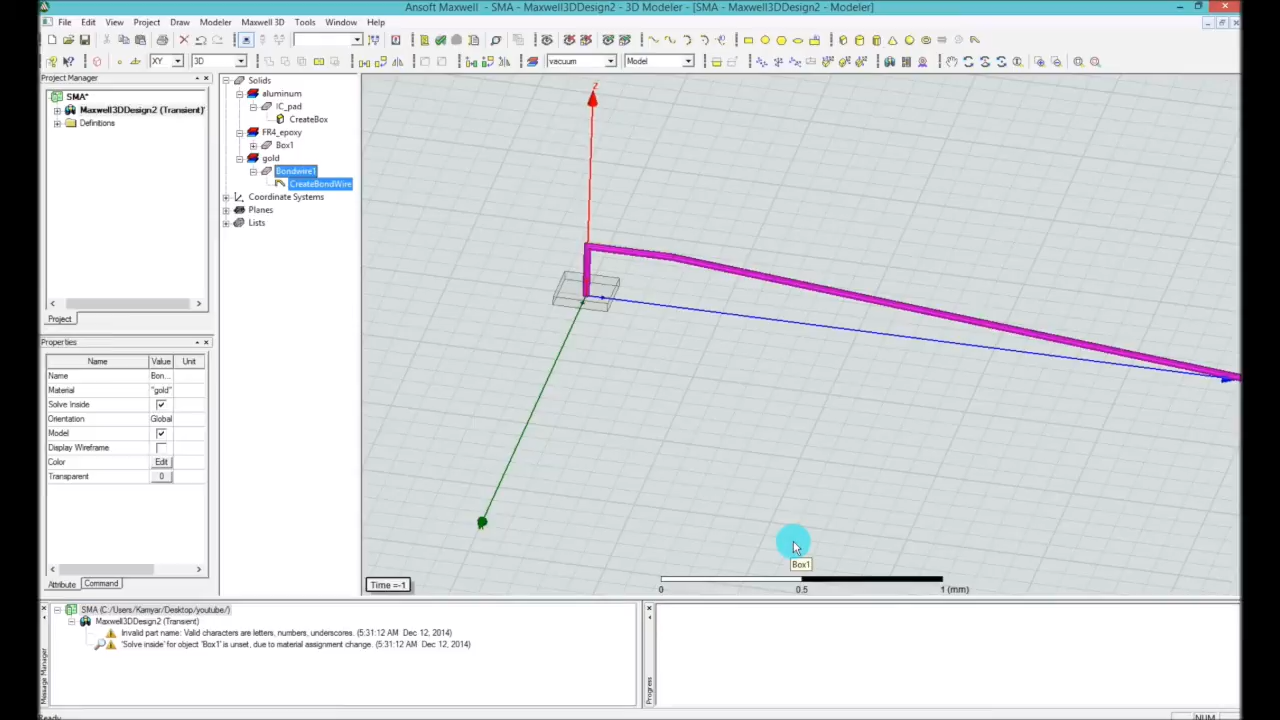 Ansoft Maxwell - SMA - Maxwell3DDesign2 - 3D Modeler - [SMA - Maxwell3DDesign2 - Modeler]
File Edit View Project Draw Modeler Maxwell 3D Tools Window Help
XY 3D vacuum Model
Project Manager
SMA*
Maxwell3DDesign2 (Transient)*
Definitions
Project
Solids
aluminum
IC_pad
CreateBox
FR4_epoxy
Box1
gold
Bondwire1
CreateBondWire
Coordinate Systems
Planes
Lists
Properties
Name Value Unit
Name Bon...
Material "gold"
Solve Inside
Orientation Global
Model
Display Wireframe
Color Edit
Transparent 0
Attribute Command
Z
Box1
Time =-1
0 0.5 1 (mm)
SMA (C:/Users/Kamyar/Desktop/youtube/)
Maxwell3DDesign2 (Transient)
Invalid part name: Valid characters are letters, numbers, underscores. (5:31:12 AM Dec 12, 2014)
'Solve inside' for object 'Box1' is unset, due to material assignment change. (5:31:12 AM Dec 12, 2014)
Message Manager
Progress
Ready
NUM